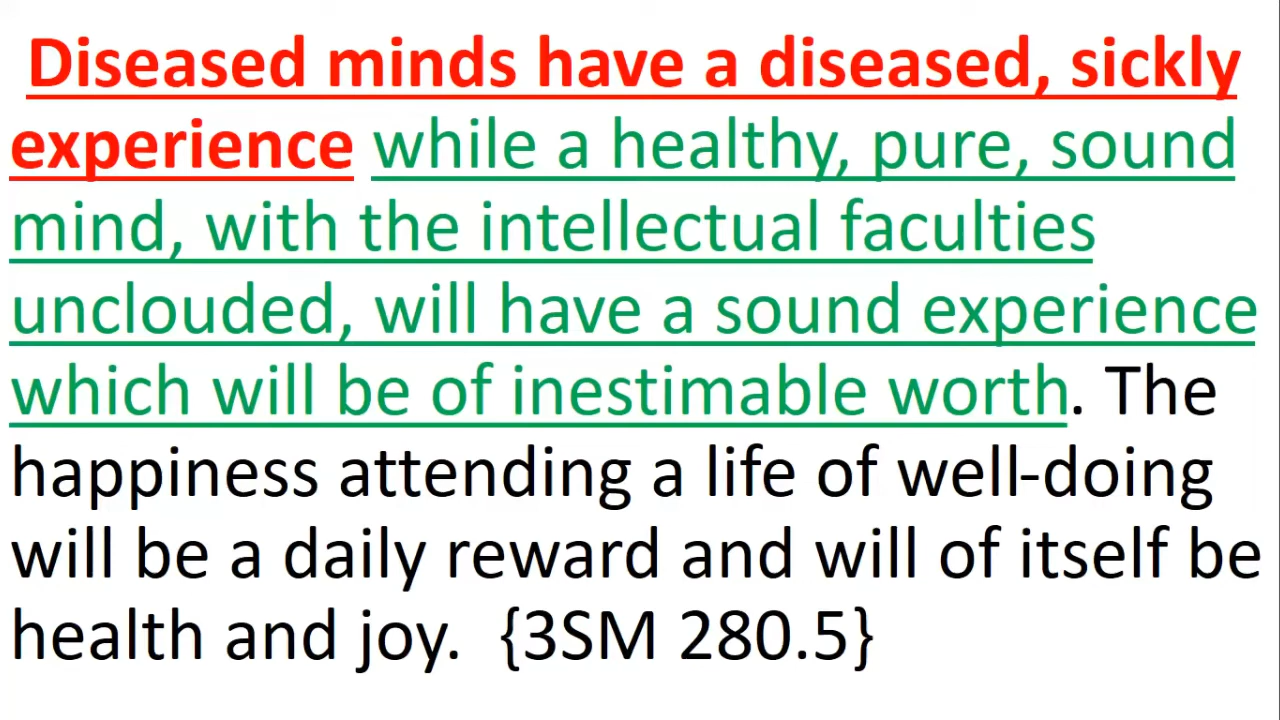 Diseased minds have a diseased, sickly
experience while a healthy, pure, sound
mind, with the intellectual faculties
unclouded, will have a sound experience
which will be of inestimable worth. The
happiness attending a life of well-doing
will be a daily reward and will of itself be
health and joy.  {3SM 280.5}